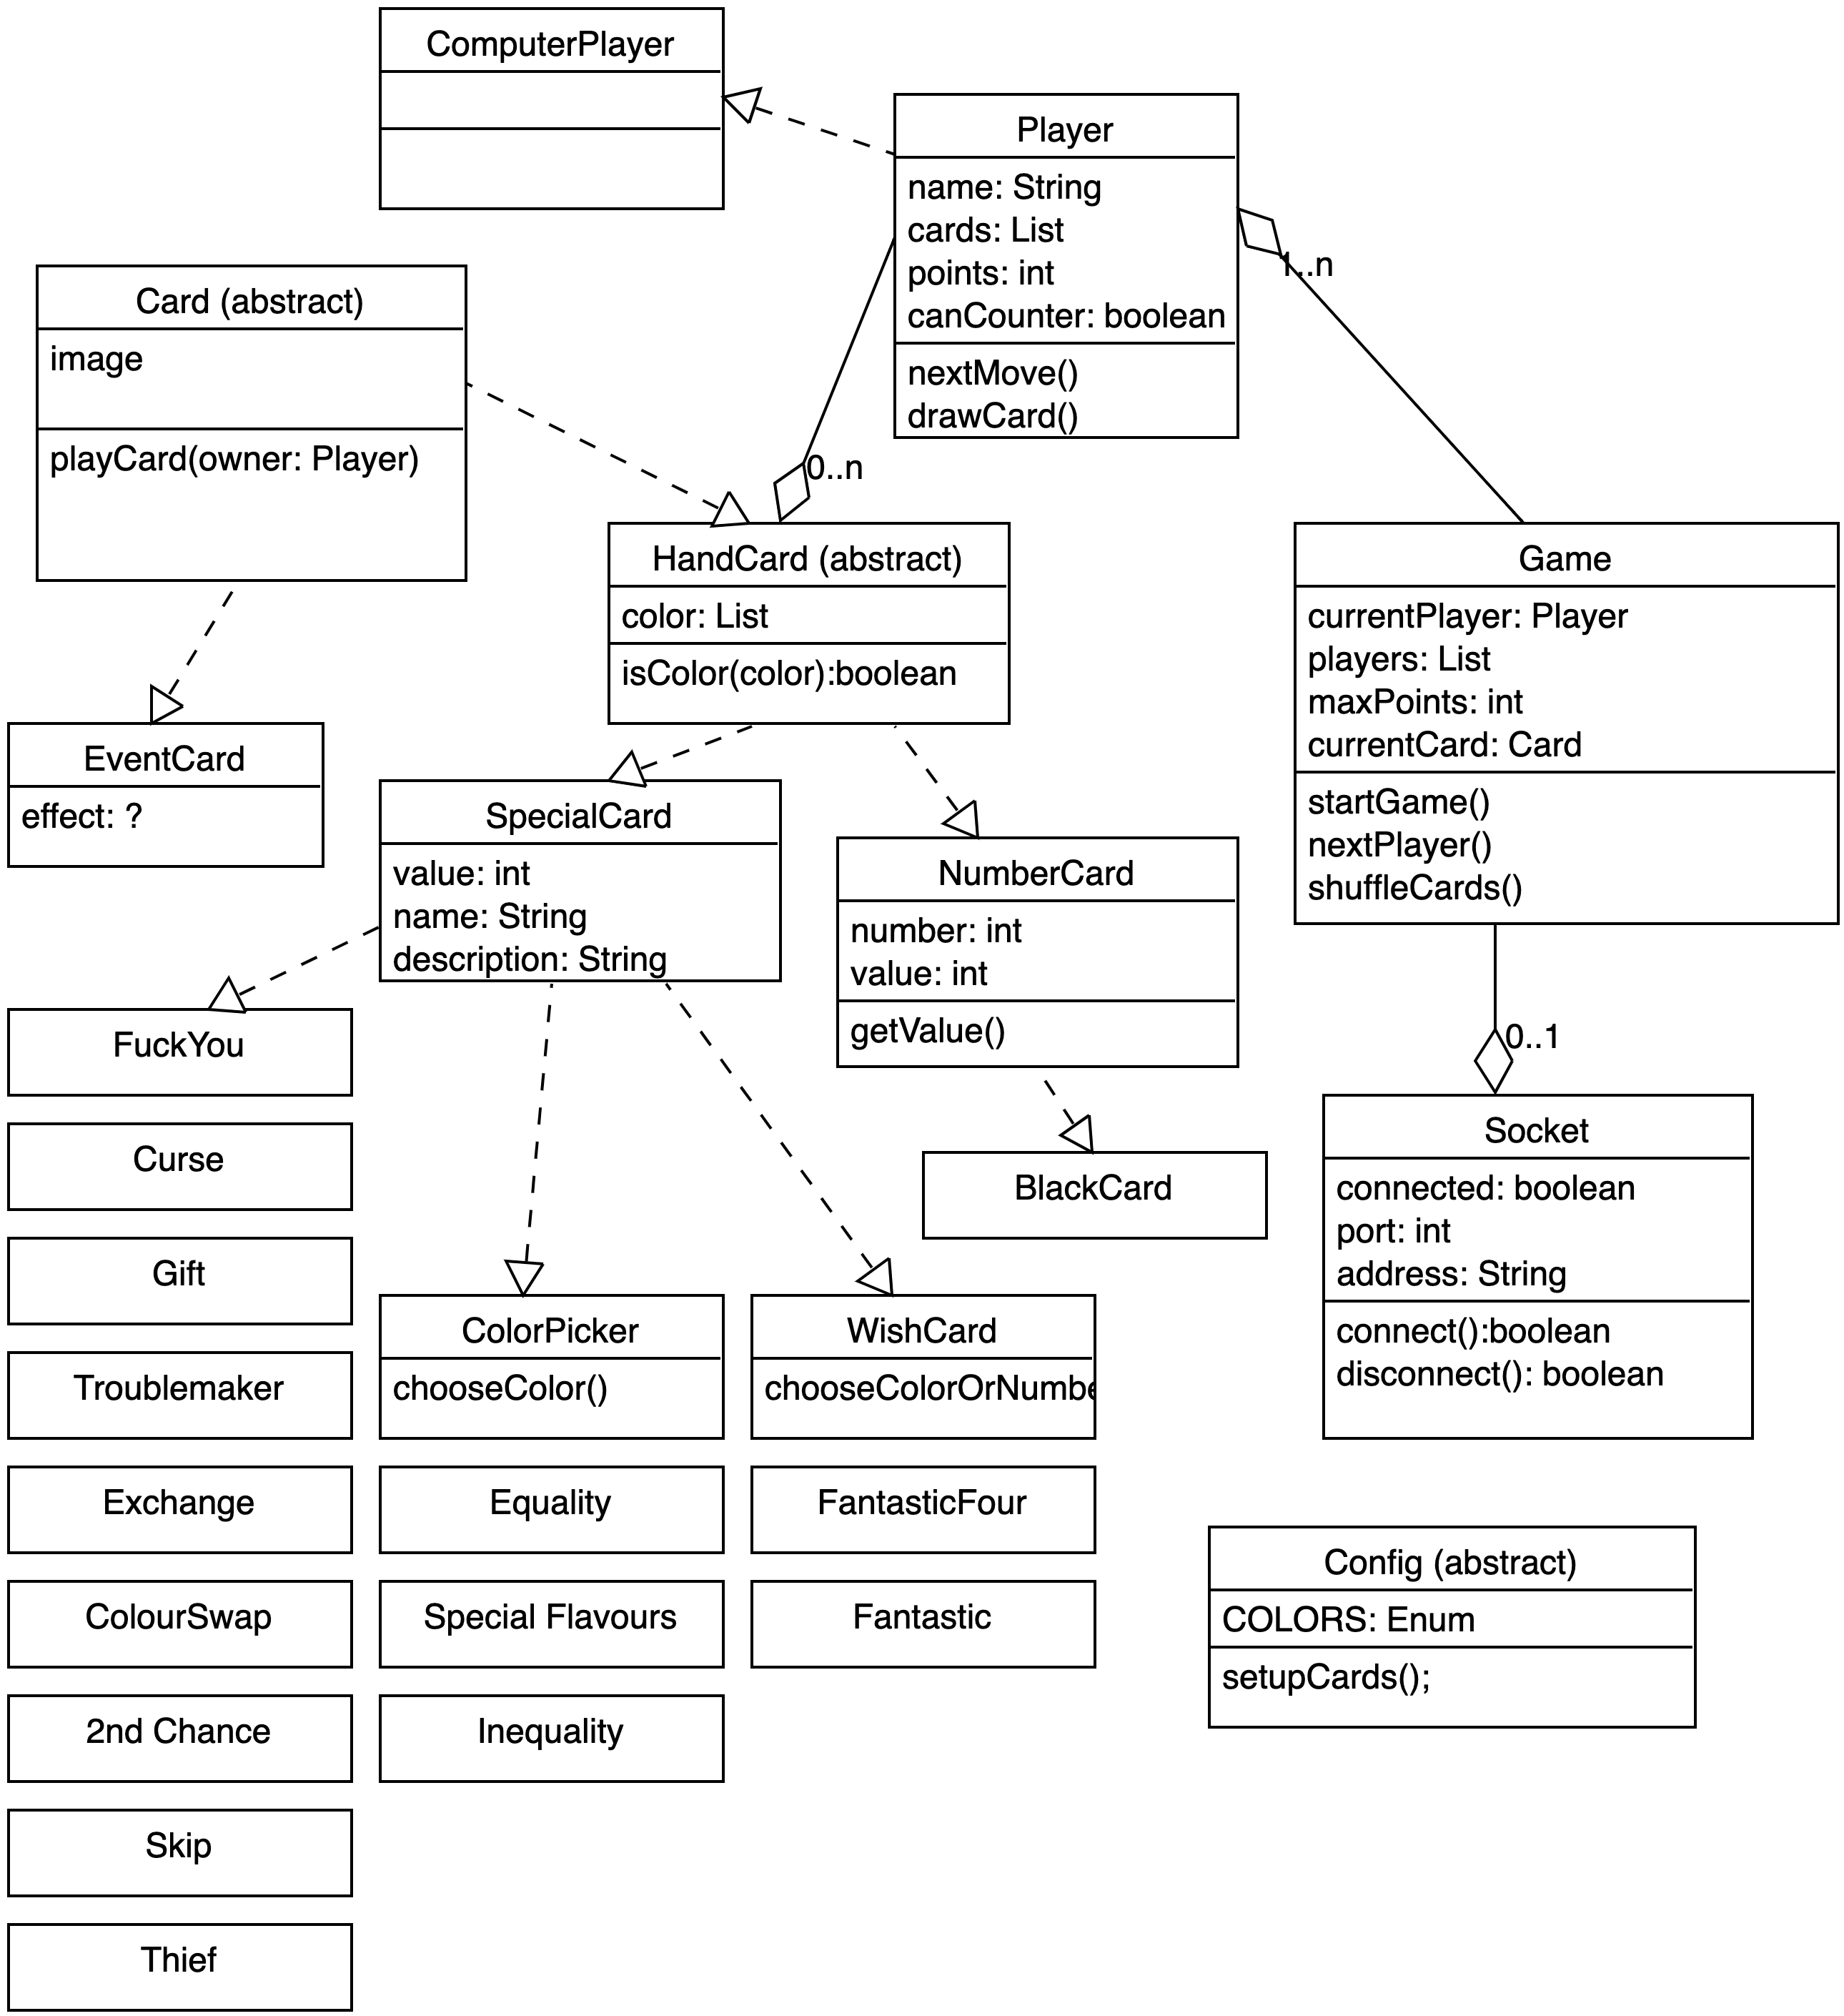 ComputerPlayer
Player
name: String
cards: List
points: int
canCounter: boolean
nextMove()
drawCard()
1..n
Card (abstract)
image
playCard(owner: Player)
0..n
HandCard (abstract)
color: List
isColor(color):boolean
Game
currentPlayer: Player
players: List
maxPoints: int
currentCard: Card
startGame()
nextPlayer()
shuffleCards()
EventCard
effect: ?
SpecialCard
value: int
name: String
description: String
NumberCard
number: int
value: int
getValue()
0..1
FuckYou
Curse
Gift
Troublemaker
Exchange
ColourSwap
2nd Chance
Skip
Thief
BlackCard
Socket
connected: boolean
port: int
address: String
connect():boolean
disconnect(): boolean
ColorPicker
chooseColor()
Equality
Special Flavours
Inequality
WishCard
chooseColorOrNumbe
FantasticFour
Fantastic
Config (abstract)
COLORS: Enum
setupCards();